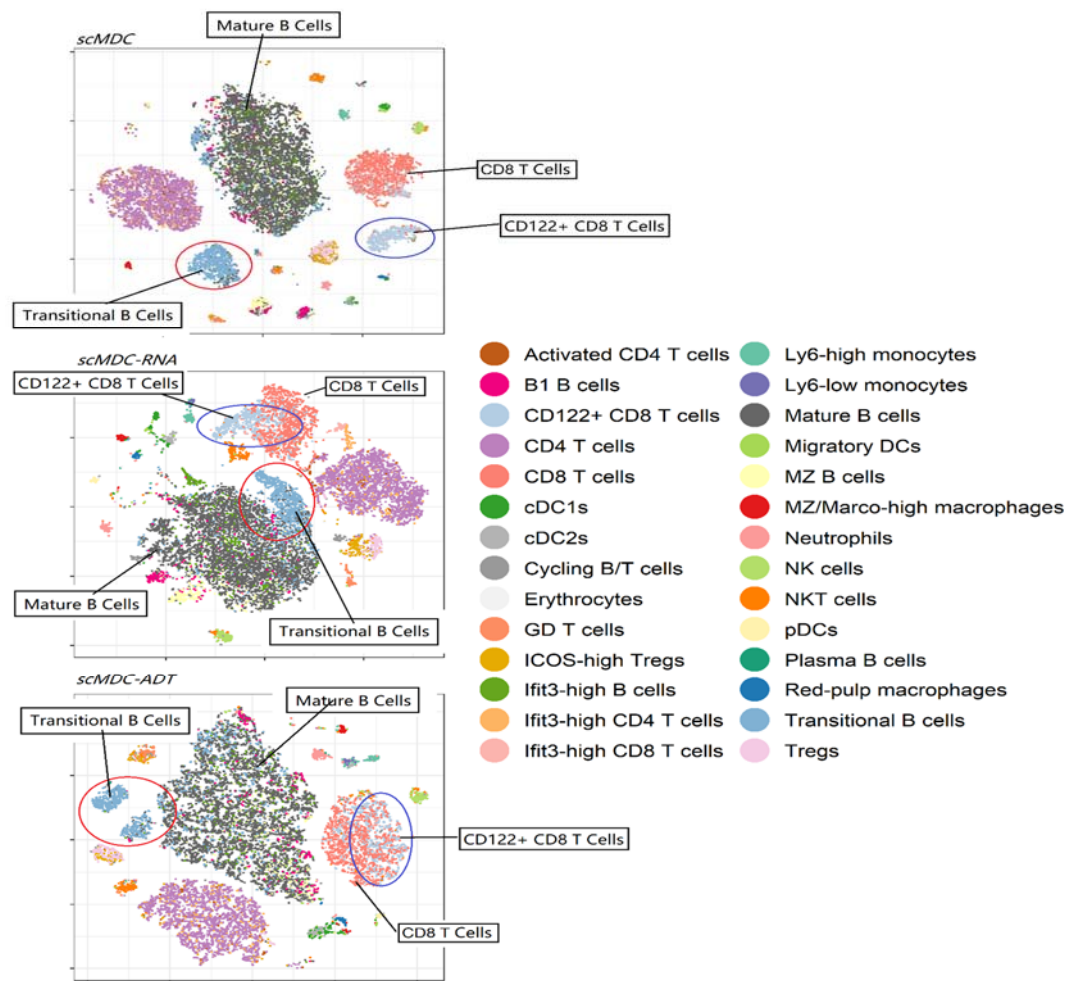 scMDC
Mature B Cells
CD8 T Cells
CD122+ CD8 T Cells
Transitional B Cells
scMDC-RNA
CD122+ CD8 T Cells
CD8 T Cells
Mature B Cells
Transitional B Cells
scMDC-ADT
Transitional B Cells
Mature B Cells
CD122+ CD8 T Cells
CD8 T Cells
Activated CD4 T cells
B1 B cells
CD122+ CD8 T cells
CD4 T cells
CD8 T cells
cDC1s
cDC2s
Cycling B/T cells
Erythrocytes
GD T cells
ICOS-high Tregs
Ifit3-high B cells
Ifit3-high CD4 T cells
Ifit3-high CD8 T cells
Ly6-high monocytes
Ly6-low monocytes
Mature B cells
Migratory DCs
MZ B cells
MZ/Marco-high macrophages
Neutrophils
NK cells
NKT cells
pDCs
Plasma B cells
Red-pulp macrophages
Transitional B cells
Tregs